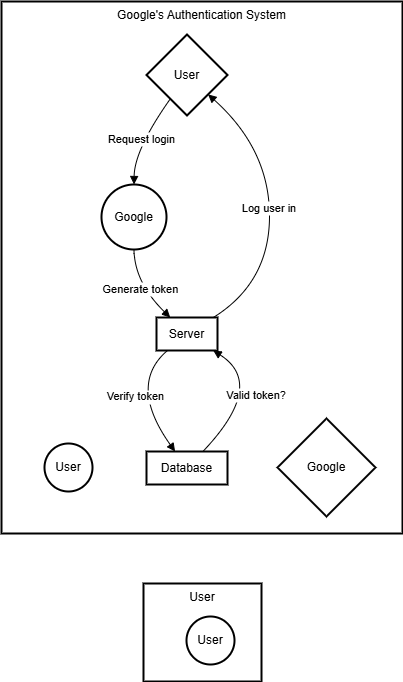 Google's Authentication System
User
Request login
Google
Log user in
Generate token
Server
Verify token
Valid token?
User
Database
Google
User
User